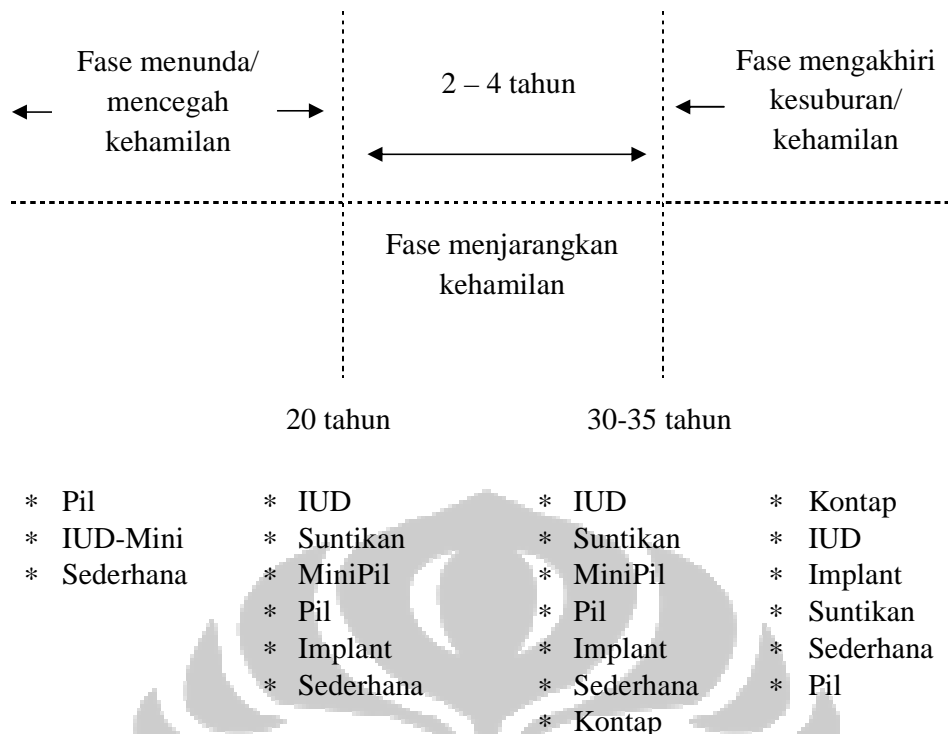 Fase menunda/
mencegah
kehamilan
2 – 4 tahun
Fase mengakhiri
kesuburan/
kehamilan
Fase menjarangkan
kehamilan
20 tahun
30-35 tahun
* Pil
* IUD-Mini
* Sederhana
* IUD
* Suntikan
* MiniPil
* Pil
* Implant
* Sederhana
* IUD
* Suntikan
* MiniPil
* Pil
* Implant
* Sederhana
* Kontap
* Kontap
* IUD
* Implant
* Suntikan
* Sederhana
* Pil